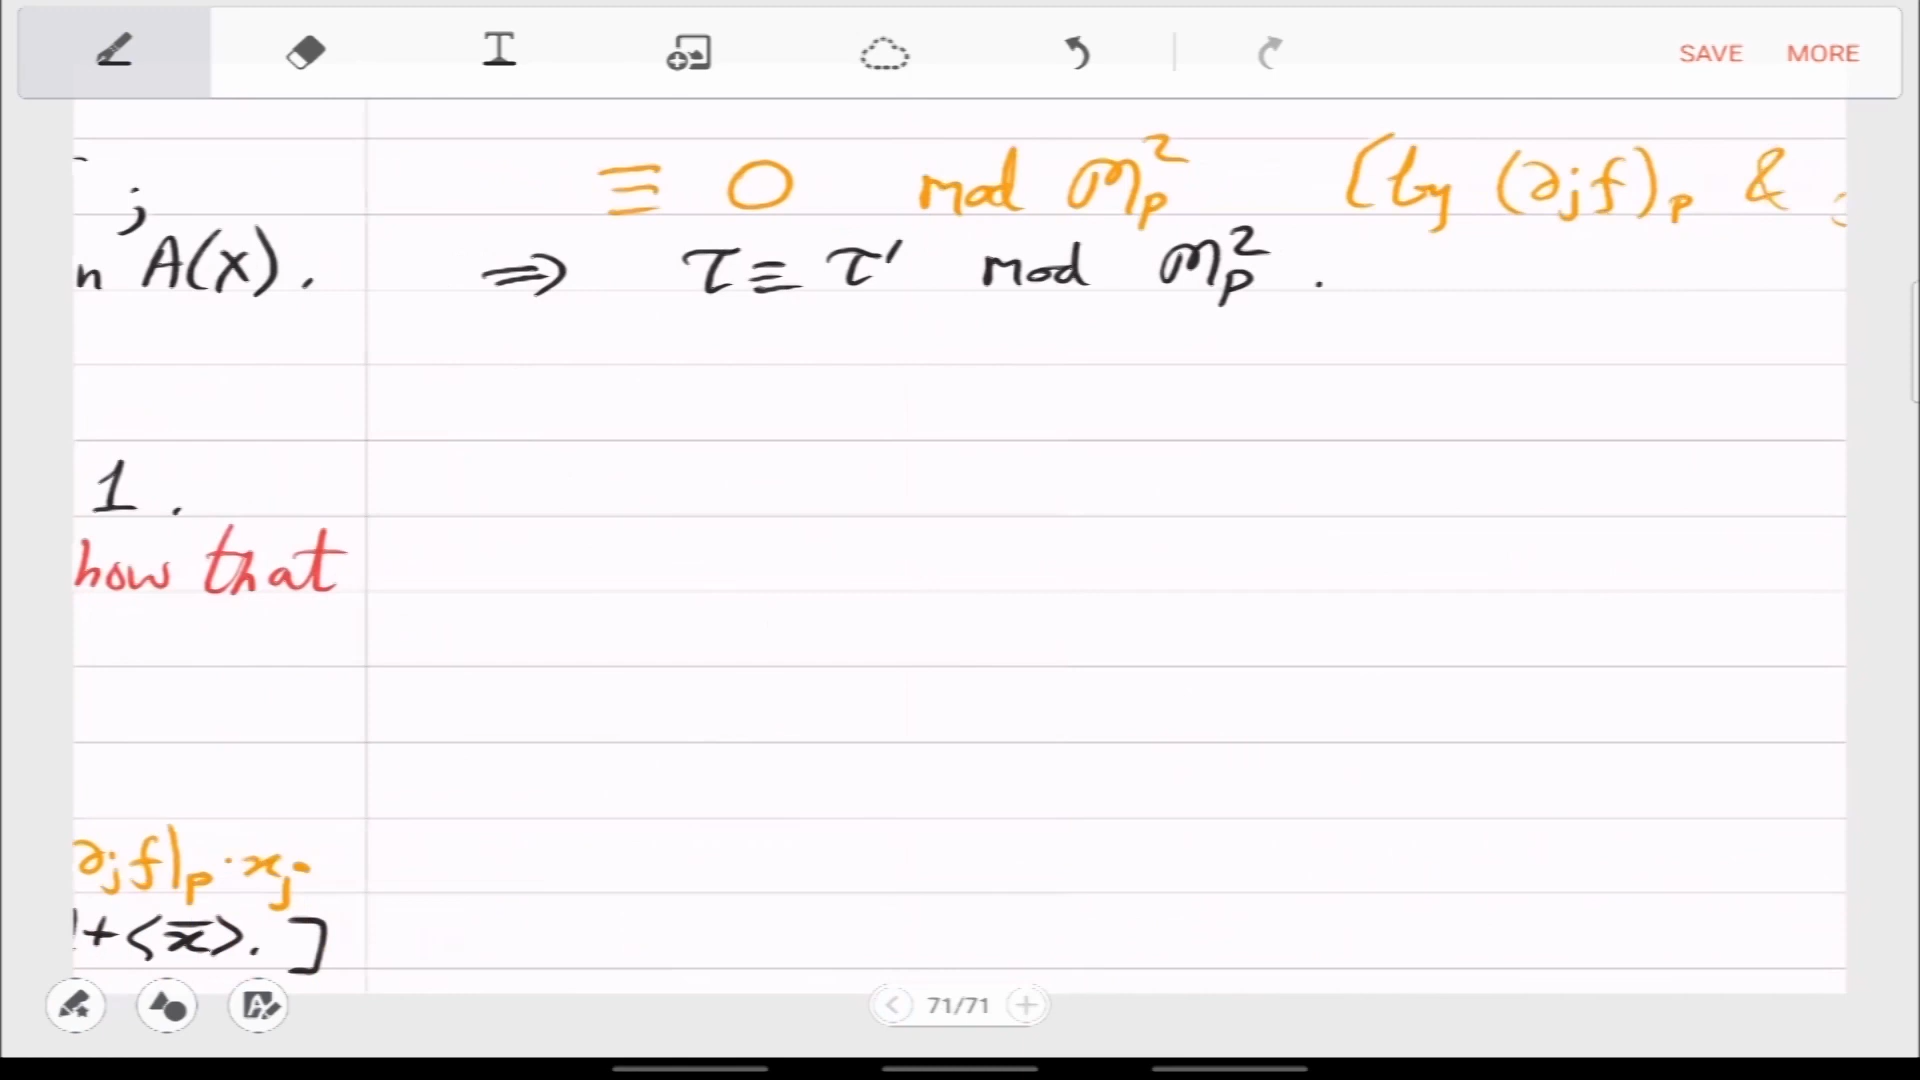 SAVE MORE
≡ 0 mod 𝔪_p^2 [by (∂_j f)_p &
;
n A(X). ⇒ τ ≡ τ' mod 𝔪_p^2 .
1 .
how that
∂_j f|_p · x_j
+ <x̄>. ]
71/71